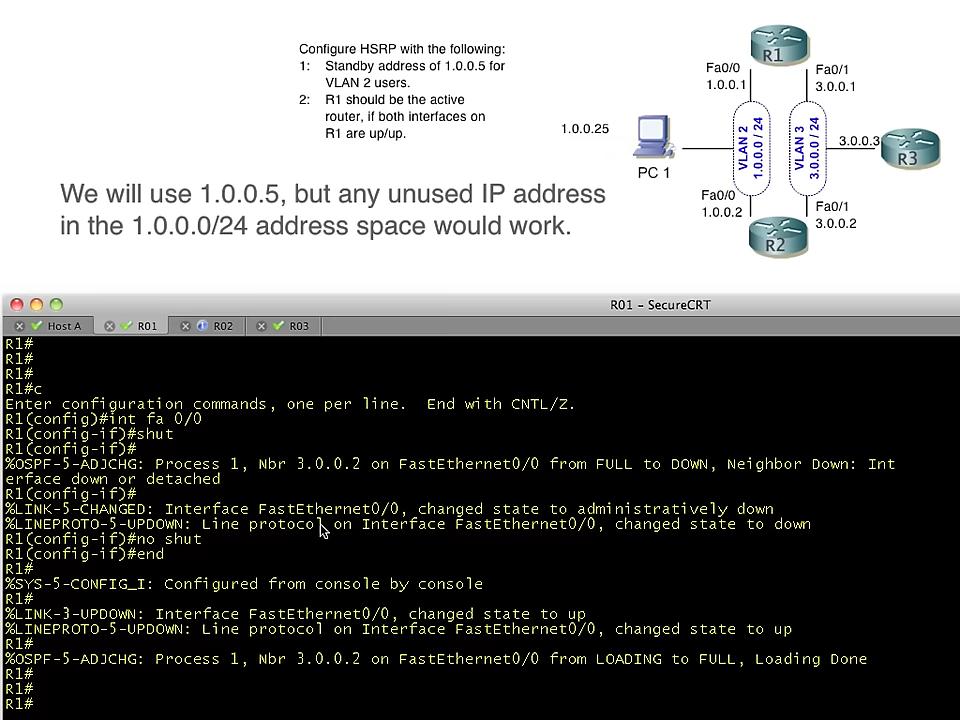 Configure HSRP with the following:
1: Standby address of 1.0.0.5 for
VLAN 2 users.
2: R1 should be the active
router, if both interfaces on
R1 are up/up.
We will use 1.0.0.5, but any unused IP address
in the 1.0.0.0/24 address space would work.
R1
Fa0/0
1.0.0.1
Fa0/1
3.0.0.1
1.0.0.25
PC 1
VLAN 2
1.0.0.0 / 24
VLAN 3
3.0.0.0 / 24
3.0.0.3
R3
Fa0/0
1.0.0.2
Fa0/1
3.0.0.2
R2
R01 - SecureCRT
Host A R01 R02 R03
R1#
R1#
R1#
R1#c
Enter configuration commands, one per line. End with CNTL/Z.
R1(config)#int fa 0/0
R1(config-if)#shut
R1(config-if)#
%OSPF-5-ADJCHG: Process 1, Nbr 3.0.0.2 on FastEthernet0/0 from FULL to DOWN, Neighbor Down: Int
erface down or detached
R1(config-if)#
%LINK-5-CHANGED: Interface FastEthernet0/0, changed state to administratively down
%LINEPROTO-5-UPDOWN: Line protocol on Interface FastEthernet0/0, changed state to down
R1(config-if)#no shut
R1(config-if)#end
R1#
%SYS-5-CONFIG_I: Configured from console by console
R1#
%LINK-3-UPDOWN: Interface FastEthernet0/0, changed state to up
%LINEPROTO-5-UPDOWN: Line protocol on Interface FastEthernet0/0, changed state to up
R1#
%OSPF-5-ADJCHG: Process 1, Nbr 3.0.0.2 on FastEthernet0/0 from LOADING to FULL, Loading Done
R1#
R1#
R1#